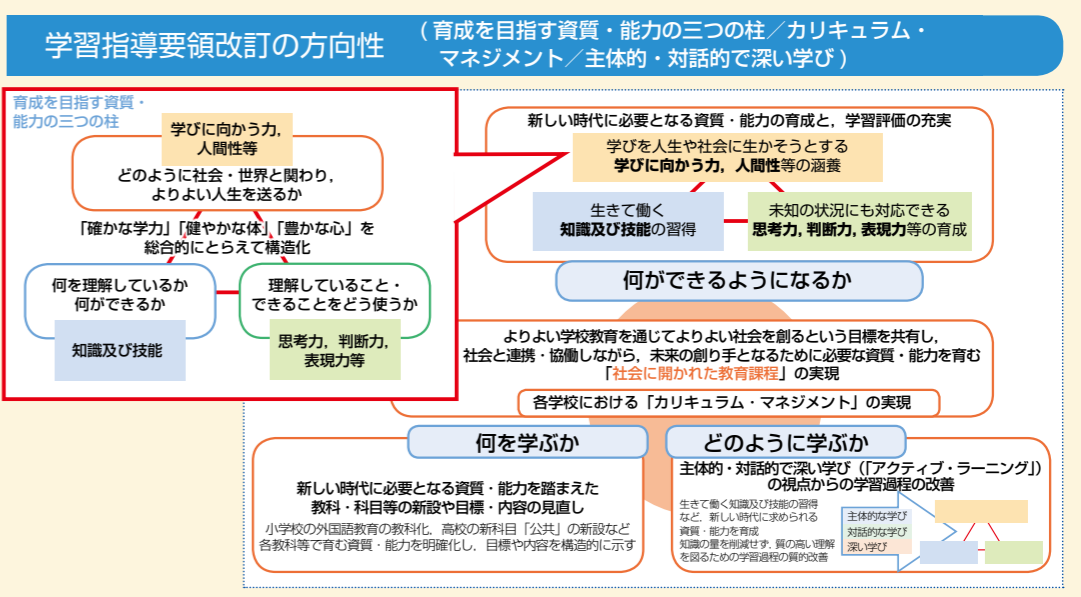 学習指導要領改訂の方向性
（育成を目指す資質・能力の三つの柱／カリキュラム・
マネジメント／主体的・対話的で深い学び）
育成を目指す資質・
能力の三つの柱
学びに向かう力,
人間性等
どのように社会・世界と関わり,
よりよい人生を送るか
「確かな学力」「健やかな体」「豊かな心」を
総合的にとらえて構造化
何を理解しているか
何ができるか
知識及び技能
理解していること・
できることをどう使うか
思考力, 判断力,
表現力等
新しい時代に必要となる資質・能力の育成と, 学習評価の充実
学びを人生や社会に生かそうとする
学びに向かう力, 人間性等の涵養
生きて働く
知識及び技能の習得
未知の状況にも対応できる
思考力, 判断力, 表現力等の育成
何ができるようになるか
よりよい学校教育を通じてよりよい社会を創るという目標を共有し,
社会と連携・協働しながら, 未来の創り手となるために必要な資質・能力を育む
「社会に開かれた教育課程」の実現
各学校における「カリキュラム・マネジメント」の実現
何を学ぶか
新しい時代に必要となる資質・能力を踏まえた
教科・科目等の新設や目標・内容の見直し
小学校の外国語教育の教科化, 高校の新科目「公共」の新設など
各教科等で育む資質・能力を明確化し, 目標や内容を構造的に示す
どのように学ぶか
主体的・対話的で深い学び（「アクティブ・ラーニング」）
の視点からの学習過程の改善
生きて働く知識及び技能の習得
など, 新しい時代に求められる
資質・能力を育成
知識の量を削減せず, 質の高い理解
を図るための学習過程の質的改善
主体的な学び
対話的な学び
深い学び